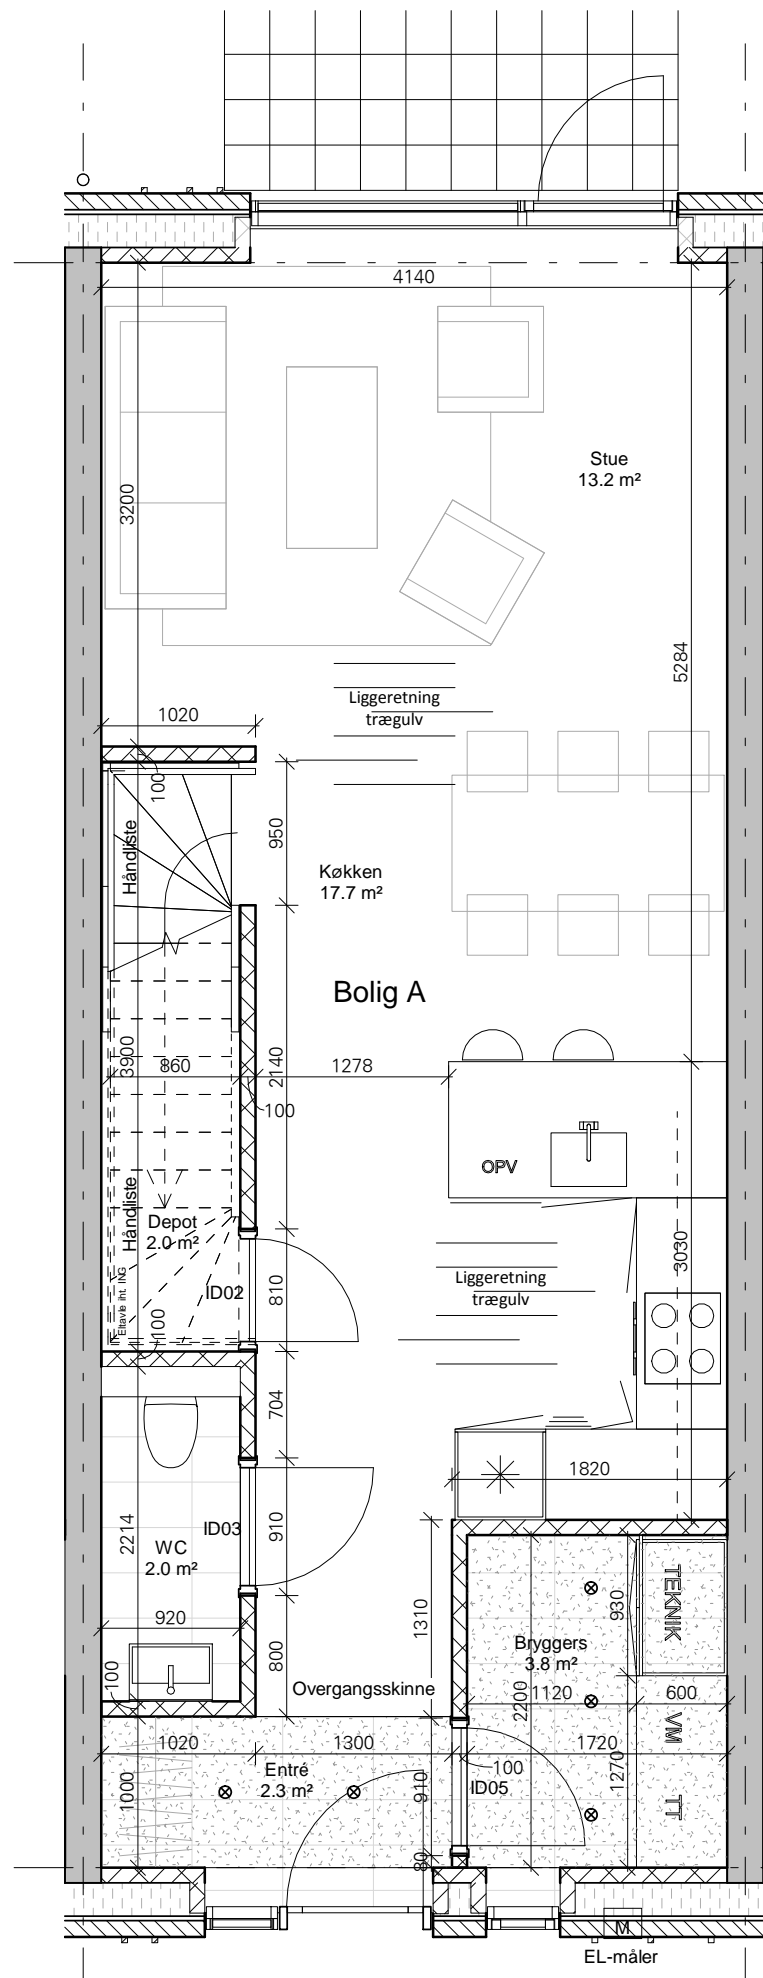 4140
Stue
13.2 m²
3200
5284
Liggeretning
trægulv
1020
100
Håndliste
950
Køkken
17.7 m²
Bolig A
3900
860
2140
1278
100
OPV
Håndliste
Depot
2.0 m²
3030
Liggeretning
trægulv
Eltavle iht. ING
ID02
810
100
704
1820
2214
ID03
910
WC
2.0 m²
TEKNIK
930
1310
920
Bryggers
3.8 m²
800
100
Overgangsskinne
2200
1120
600
VM
1020
1300
100
1720
Entré
2.3 m²
1000
910
ID05
1270
TT
80
M
EL-måler